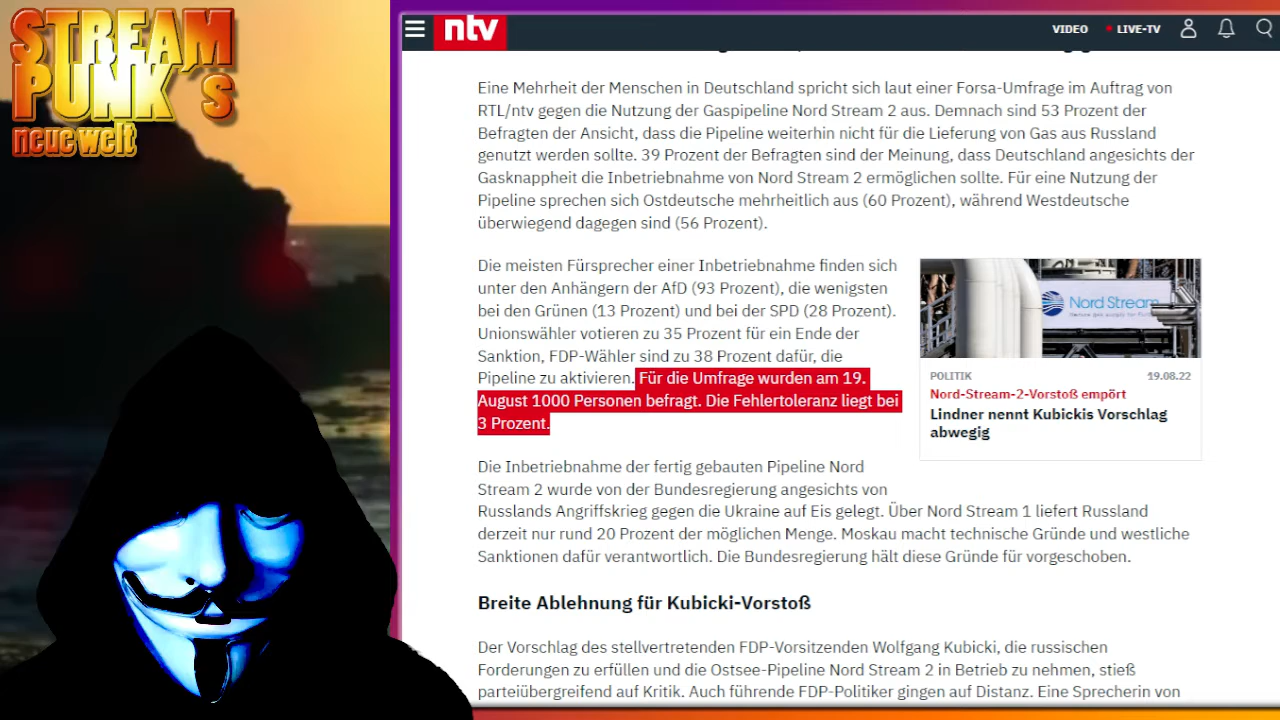 STREAM
PUNK´s
neue welt
ntv
VIDEO
LIVE-TV
Eine Mehrheit der Menschen in Deutschland spricht sich laut einer Forsa-Umfrage im Auftrag von
RTL/ntv gegen die Nutzung der Gaspipeline Nord Stream 2 aus. Demnach sind 53 Prozent der
Befragten der Ansicht, dass die Pipeline weiterhin nicht für die Lieferung von Gas aus Russland
genutzt werden sollte. 39 Prozent der Befragten sind der Meinung, dass Deutschland angesichts der
Gasknappheit die Inbetriebnahme von Nord Stream 2 ermöglichen sollte. Für eine Nutzung der
Pipeline sprechen sich Ostdeutsche mehrheitlich aus (60 Prozent), während Westdeutsche
überwiegend dagegen sind (56 Prozent).
Die meisten Fürsprecher einer Inbetriebnahme finden sich
unter den Anhängern der AfD (93 Prozent), die wenigsten
bei den Grünen (13 Prozent) und bei der SPD (28 Prozent).
Unionswähler votieren zu 35 Prozent für ein Ende der
Sanktion, FDP-Wähler sind zu 38 Prozent dafür, die
Pipeline zu aktivieren. Für die Umfrage wurden am 19.
August 1000 Personen befragt. Die Fehlertoleranz liegt bei
3 Prozent.
Nord Stream
POLITIK
19.08.22
Nord-Stream-2-Vorstoß empört
Lindner nennt Kubickis Vorschlag
abwegig
Die Inbetriebnahme der fertig gebauten Pipeline Nord
Stream 2 wurde von der Bundesregierung angesichts von
Russlands Angriffskrieg gegen die Ukraine auf Eis gelegt. Über Nord Stream 1 liefert Russland
derzeit nur rund 20 Prozent der möglichen Menge. Moskau macht technische Gründe und westliche
Sanktionen dafür verantwortlich. Die Bundesregierung hält diese Gründe für vorgeschoben.
Breite Ablehnung für Kubicki-Vorstoß
Der Vorschlag des stellvertretenden FDP-Vorsitzenden Wolfgang Kubicki, die russischen
Forderungen zu erfüllen und die Ostsee-Pipeline Nord Stream 2 in Betrieb zu nehmen, stieß
parteiübergreifend auf Kritik. Auch führende FDP-Politiker gingen auf Distanz. Eine Sprecherin von